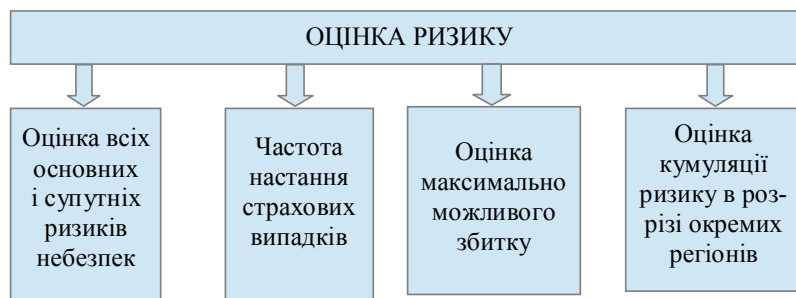 ОЦІНКА РИЗИКУ
Оцінка всіх
основних
і супутніх
ризиків
небезпек
Частота
настання
страхових
випадків
Оцінка
максимально
можливого
збитку
Оцінка
кумуляції
ризику в роз-
різі окремих
регіонів